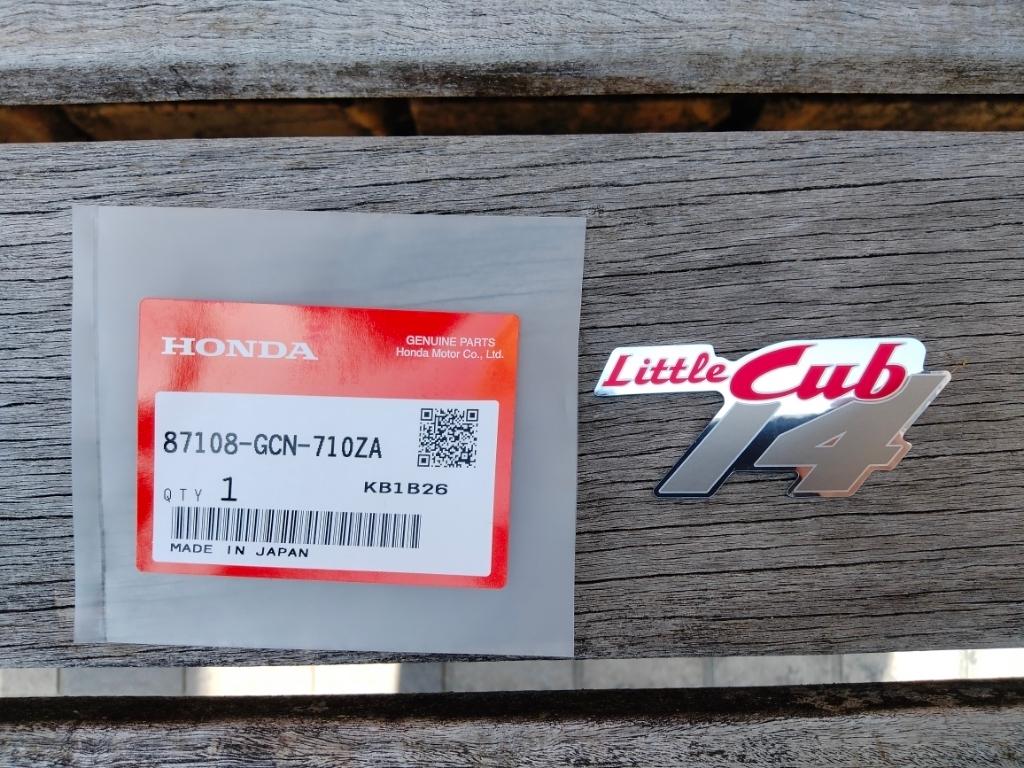 HONDA
GENUINE PARTS
Honda Motor Co., Ltd.
87108-GCN-710ZA
QTY 1
KB1B26
MADE IN JAPAN
Little Cub
14